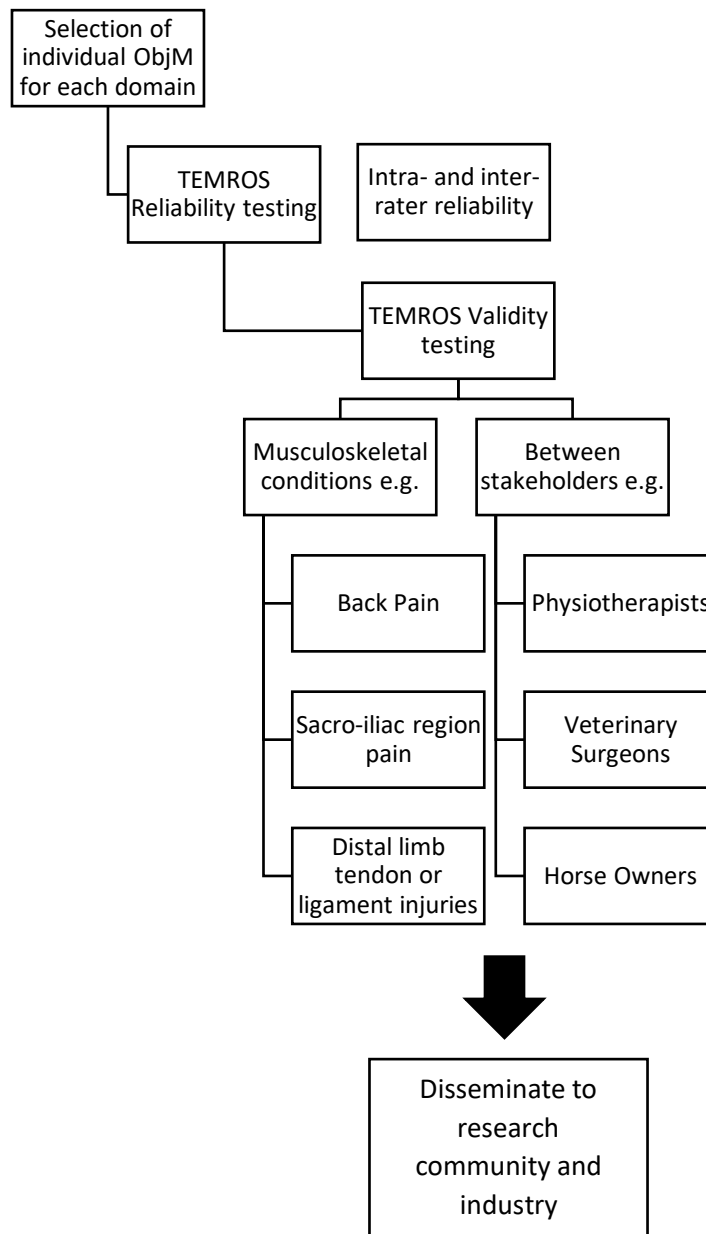 Selection of
individual ObjM
for each domain
TEMROS
Reliability testing
Intra- and inter-
rater reliability
TEMROS Validity
testing
Musculoskeletal
conditions e.g.
Between
stakeholders e.g.
Back Pain
Physiotherapists
Sacro-iliac region
pain
Veterinary
Surgeons
Distal limb
tendon or
ligament injuries
Horse Owners
Disseminate to
research
community and
industry